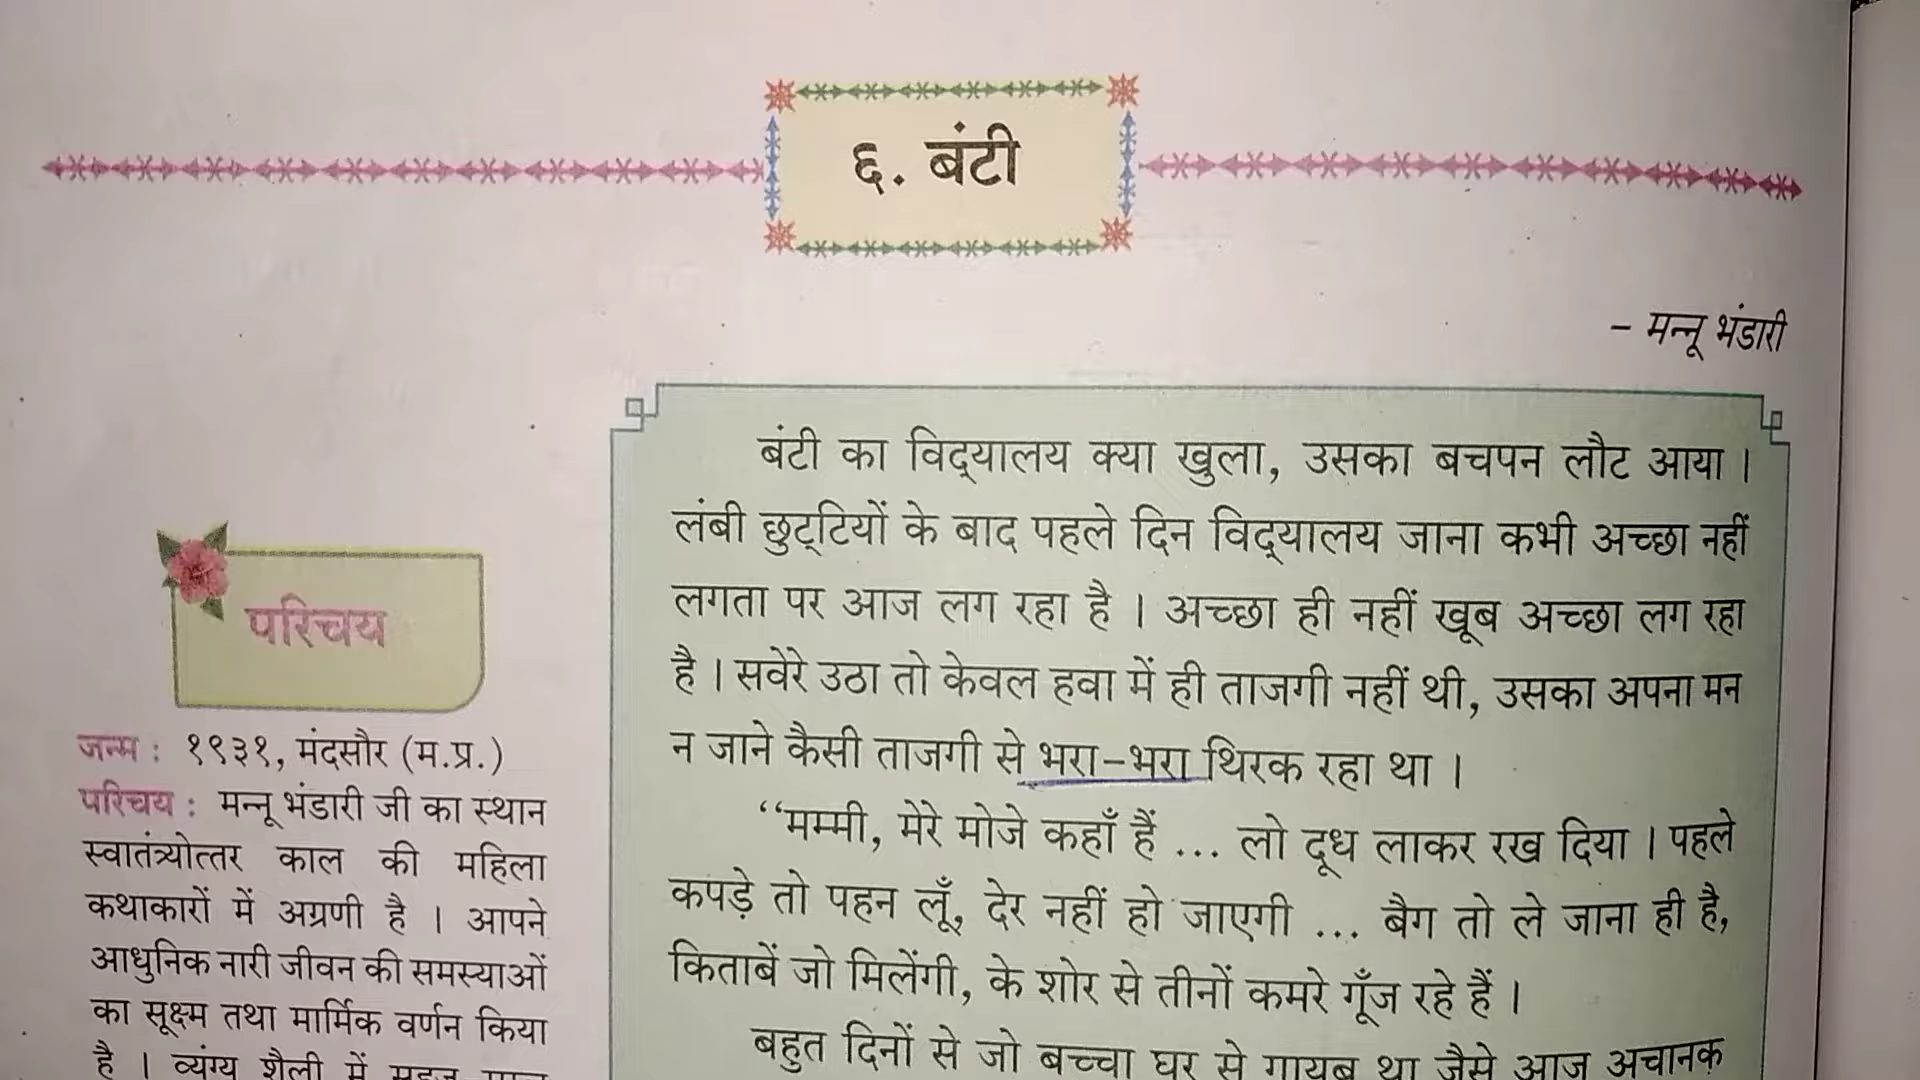 ६. बंटी
– मन्नू भंडारी
परिचय
जन्म : १९३१, मंदसौर (म.प्र.)
परिचय : मन्नू भंडारी जी का स्थान
स्वातंत्र्योत्तर काल की महिला
कथाकारों में अग्रणी है । आपने
आधुनिक नारी जीवन की समस्याओं
का सूक्ष्म तथा मार्मिक वर्णन किया
है । व्यंग्य शैली में
बंटी का विद्‌यालय क्या खुला, उसका बचपन लौट आया ।
लंबी छुट्‌टियों के बाद पहले दिन विद्‌यालय जाना कभी अच्छा नहीं
लगता पर आज लग रहा है । अच्छा ही नहीं खूब अच्छा लग रहा
है । सवेरे उठा तो केवल हवा में ही ताजगी नहीं थी, उसका अपना मन
न जाने कैसी ताजगी से भरा-भरा थिरक रहा था ।
“मम्मी, मेरे मोजे कहाँ हैं ... लो दूध लाकर रख दिया । पहले
कपड़े तो पहन लूँ, देर नहीं हो जाएगी ... बैग तो ले जाना ही है,
किताबें जो मिलेंगी, के शोर से तीनों कमरे गूँज रहे हैं ।
बहुत दिनों से जो बच्चा घर से गायब था जैसे आज अचानक